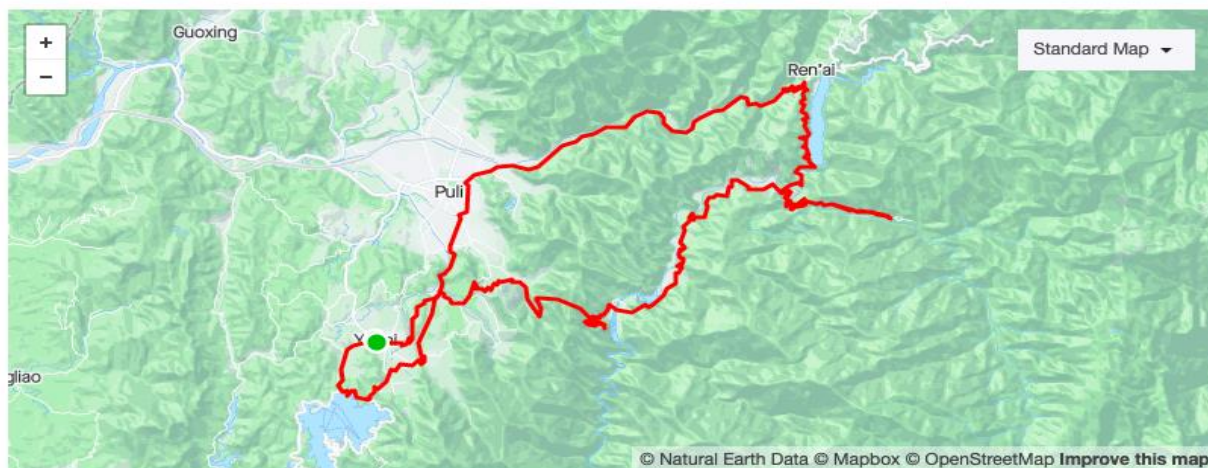 Guoxing
+
−
Standard Map
Ren'ai
Puli
gliao
© Natural Earth Data © Mapbox © OpenStreetMap Improve this map